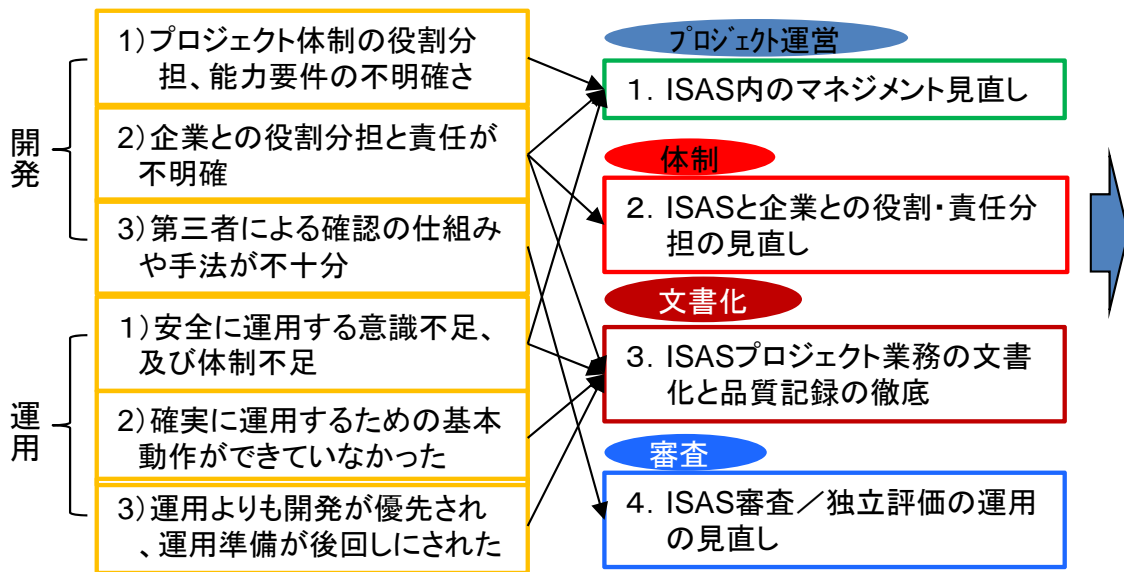 開発
1）プロジェクト体制の役割分
担、能力要件の不明確さ
2）企業との役割分担と責任が
不明確
3）第三者による確認の仕組み
や手法が不十分
運用
1）安全に運用する意識不足、
及び体制不足
2）確実に運用するための基本
動作ができていなかった
3）運用よりも開発が優先され
、運用準備が後回しにされた
プロジェクト運営
1．ISAS内のマネジメント見直し
体制
2．ISASと企業との役割・責任分
担の見直し
文書化
3．ISASプロジェクト業務の文書
化と品質記録の徹底
審査
4．ISAS審査／独立評価の運用
の見直し